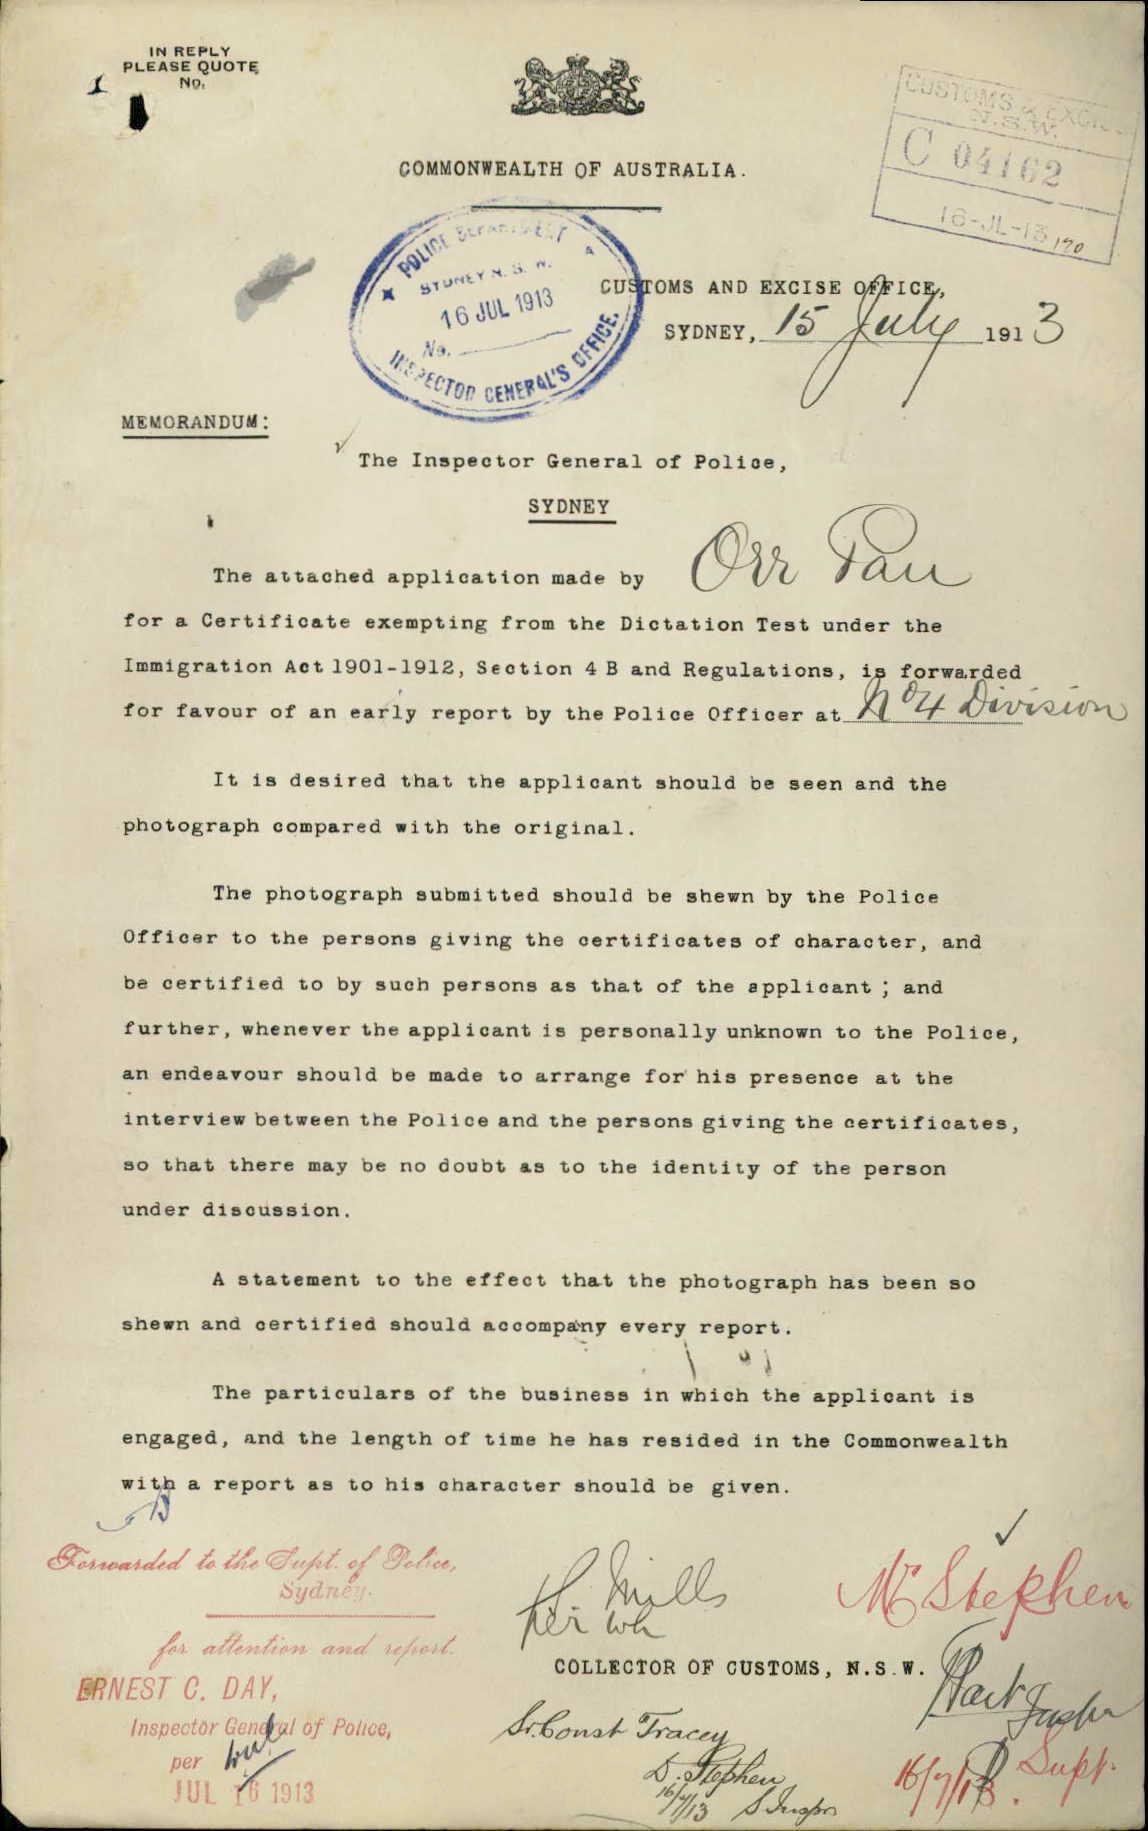 IN REPLY
PLEASE QUOTE
No.
1
COMMONWEALTH OF AUSTRALIA.
CUSTOMS & EXCISE
N.S.W.
C 04162
16-JL-13
POLICE DEPARTMENT
SYDNEY N. S. W.
16 JUL 1913
No.
INSPECTOR GENERAL'S OFFICE.
CUSTOMS AND EXCISE OFFICE,
SYDNEY, 15 July 1913
MEMORANDUM:
The Inspector General of Police,
SYDNEY
The attached application made by Orr Pau
for a Certificate exempting from the Dictation Test under the
Immigration Act 1901-1912, Section 4 B and Regulations, is forwarded
for favour of an early report by the Police Officer at No 4 Division
It is desired that the applicant should be seen and the
photograph compared with the original.
The photograph submitted should be shewn by the Police
Officer to the persons giving the certificates of character, and
be certified to by such persons as that of the applicant ; and
further, whenever the applicant is personally unknown to the Police,
an endeavour should be made to arrange for his presence at the
interview between the Police and the persons giving the certificates,
so that there may be no doubt as to the identity of the person
under discussion.
A statement to the effect that the photograph has been so
shewn and certified should accompany every report.
The particulars of the business in which the applicant is
engaged, and the length of time he has resided in the Commonwealth
with a report as to his character should be given.
Forwarded to the Supt. of Police,
Sydney.
for attention and report.
ERNEST C. DAY,
Inspector General of Police,
per
JUL 16 1913
Mills
COLLECTOR OF CUSTOMS, N.S.W.
Mr Stephen
Supt.
16/7/13.
Sr. Const Tracey
D. Stephen
16/7/13 S Inspr